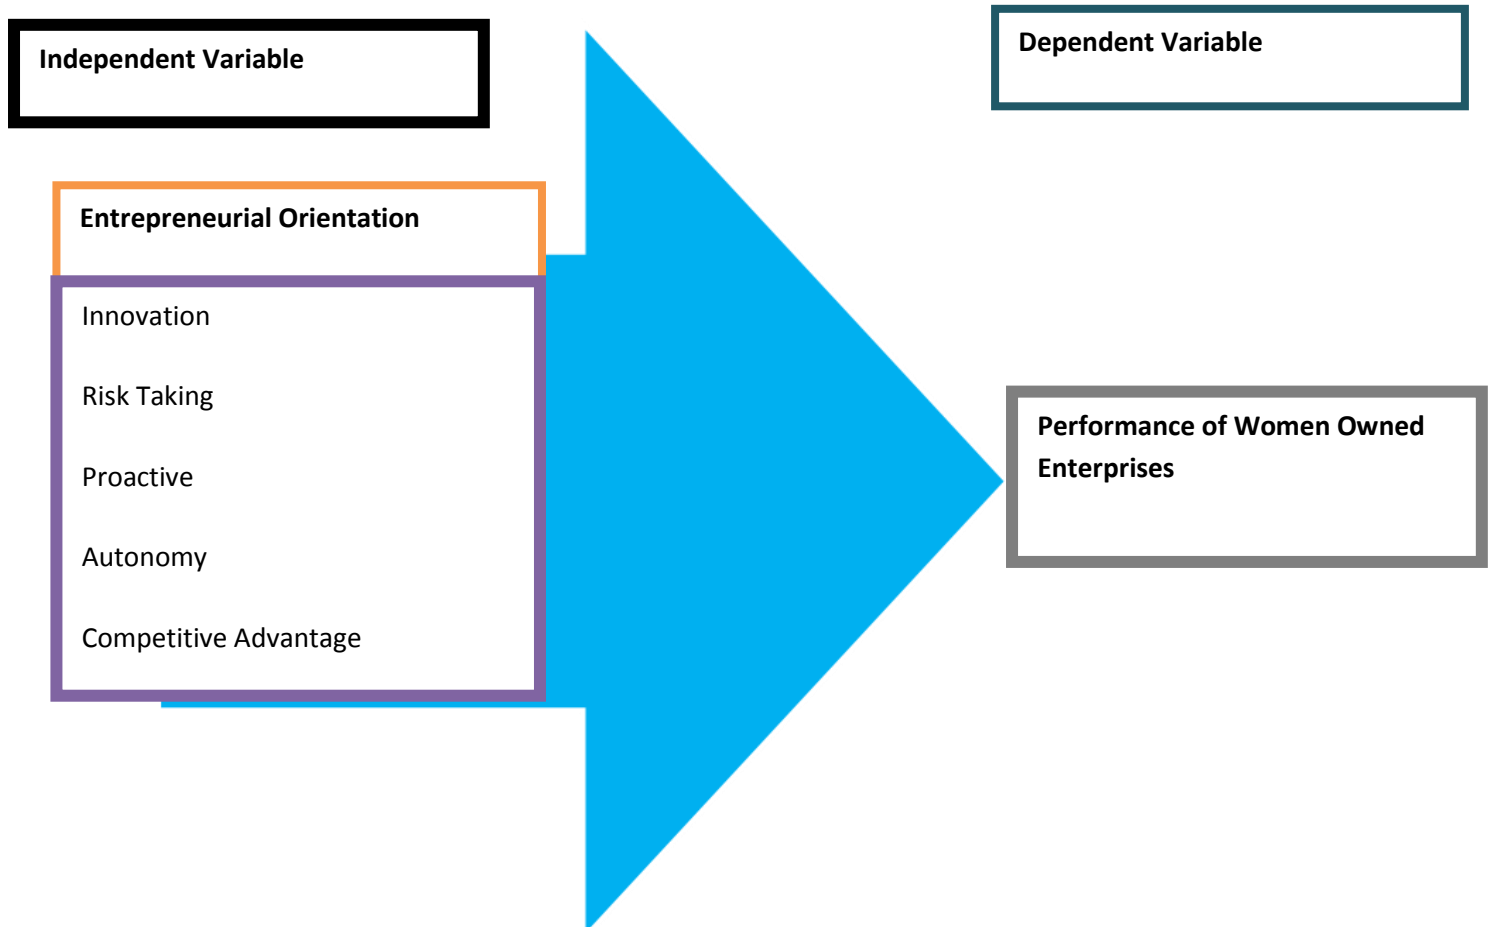 Independent Variable
Dependent Variable
Entrepreneurial Orientation
Innovation
Risk Taking
Proactive
Autonomy
Competitive Advantage
Performance of Women Owned
Enterprises